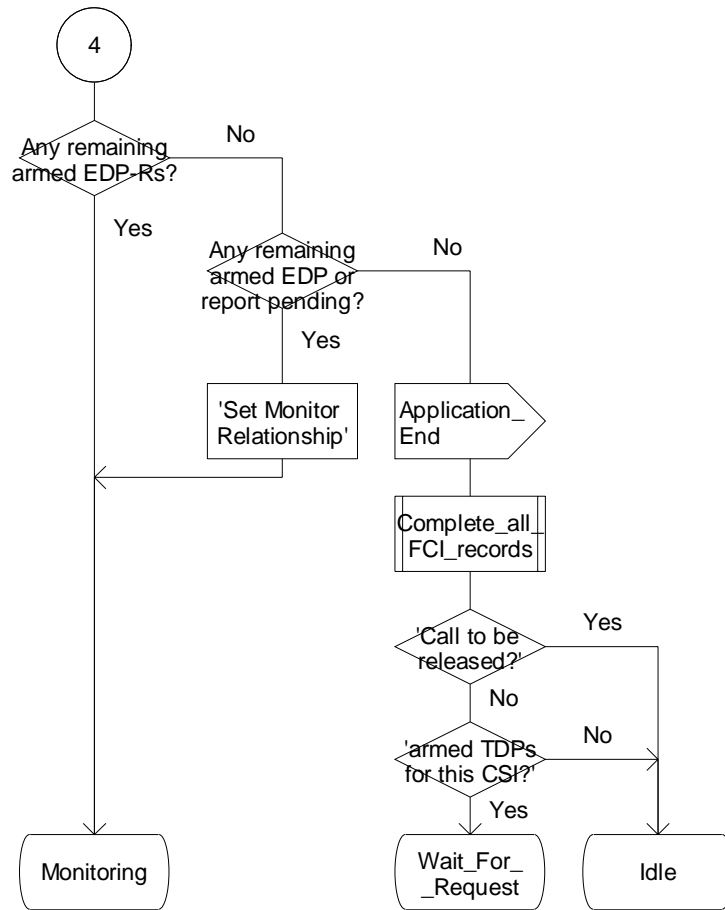 4
Any remaining
armed EDP-Rs?
No
Yes
Any remaining
armed EDP or
report pending?
No
Yes
'Set Monitor
Relationship'
Application_
End
Complete_all_
FCI_records
'Call to be
released?'
Yes
No
'armed TDPs
for this CSI?'
No
Yes
Monitoring
Wait_For_
_Request
Idle